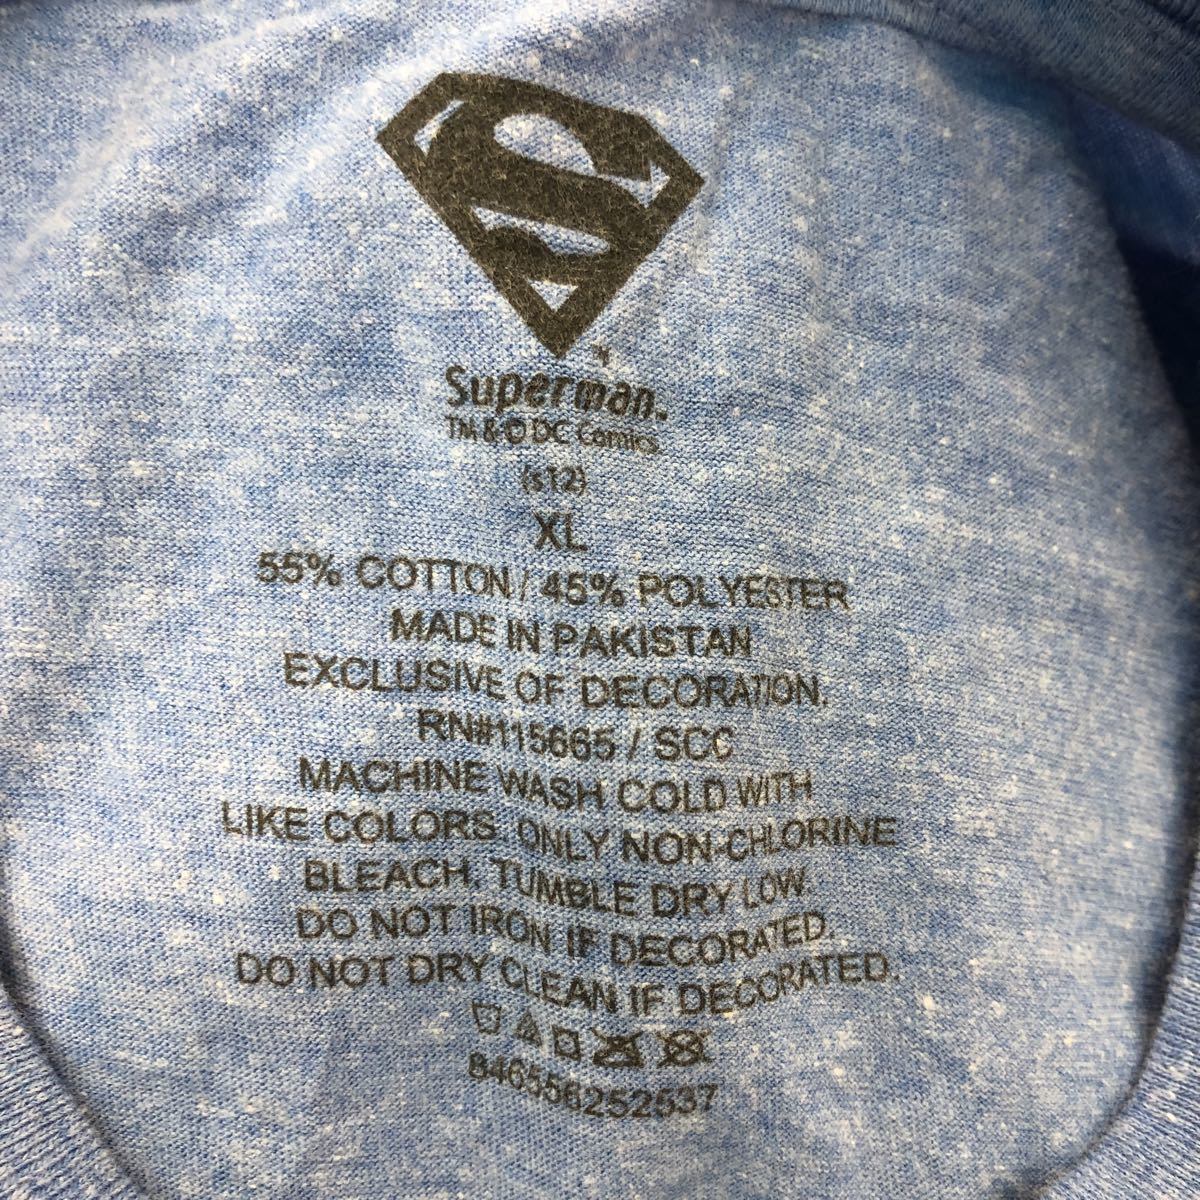 S
™
Superman.
TM & © DC Comics
(s12)
XL
55% COTTON / 45% POLYESTER
MADE IN PAKISTAN
EXCLUSIVE OF DECORATION.
RN#115665 / SCC
MACHINE WASH COLD WITH
LIKE COLORS. ONLY NON-CHLORINE
BLEACH. TUMBLE DRY LOW.
DO NOT IRON IF DECORATED.
DO NOT DRY CLEAN IF DECORATED.
846556252537